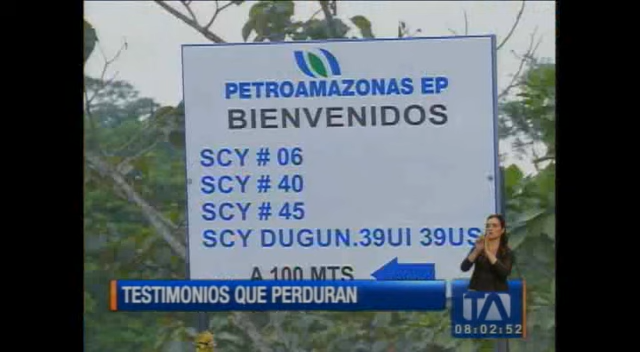 PETROAMAZONAS EP
BIENVENIDOS
SCY # 06
SCY # 40
SCY # 45
SCY DUGUN.39UI 39US
A 100 MTS
TESTIMONIOS QUE PERDURAN
TA
08:02:52